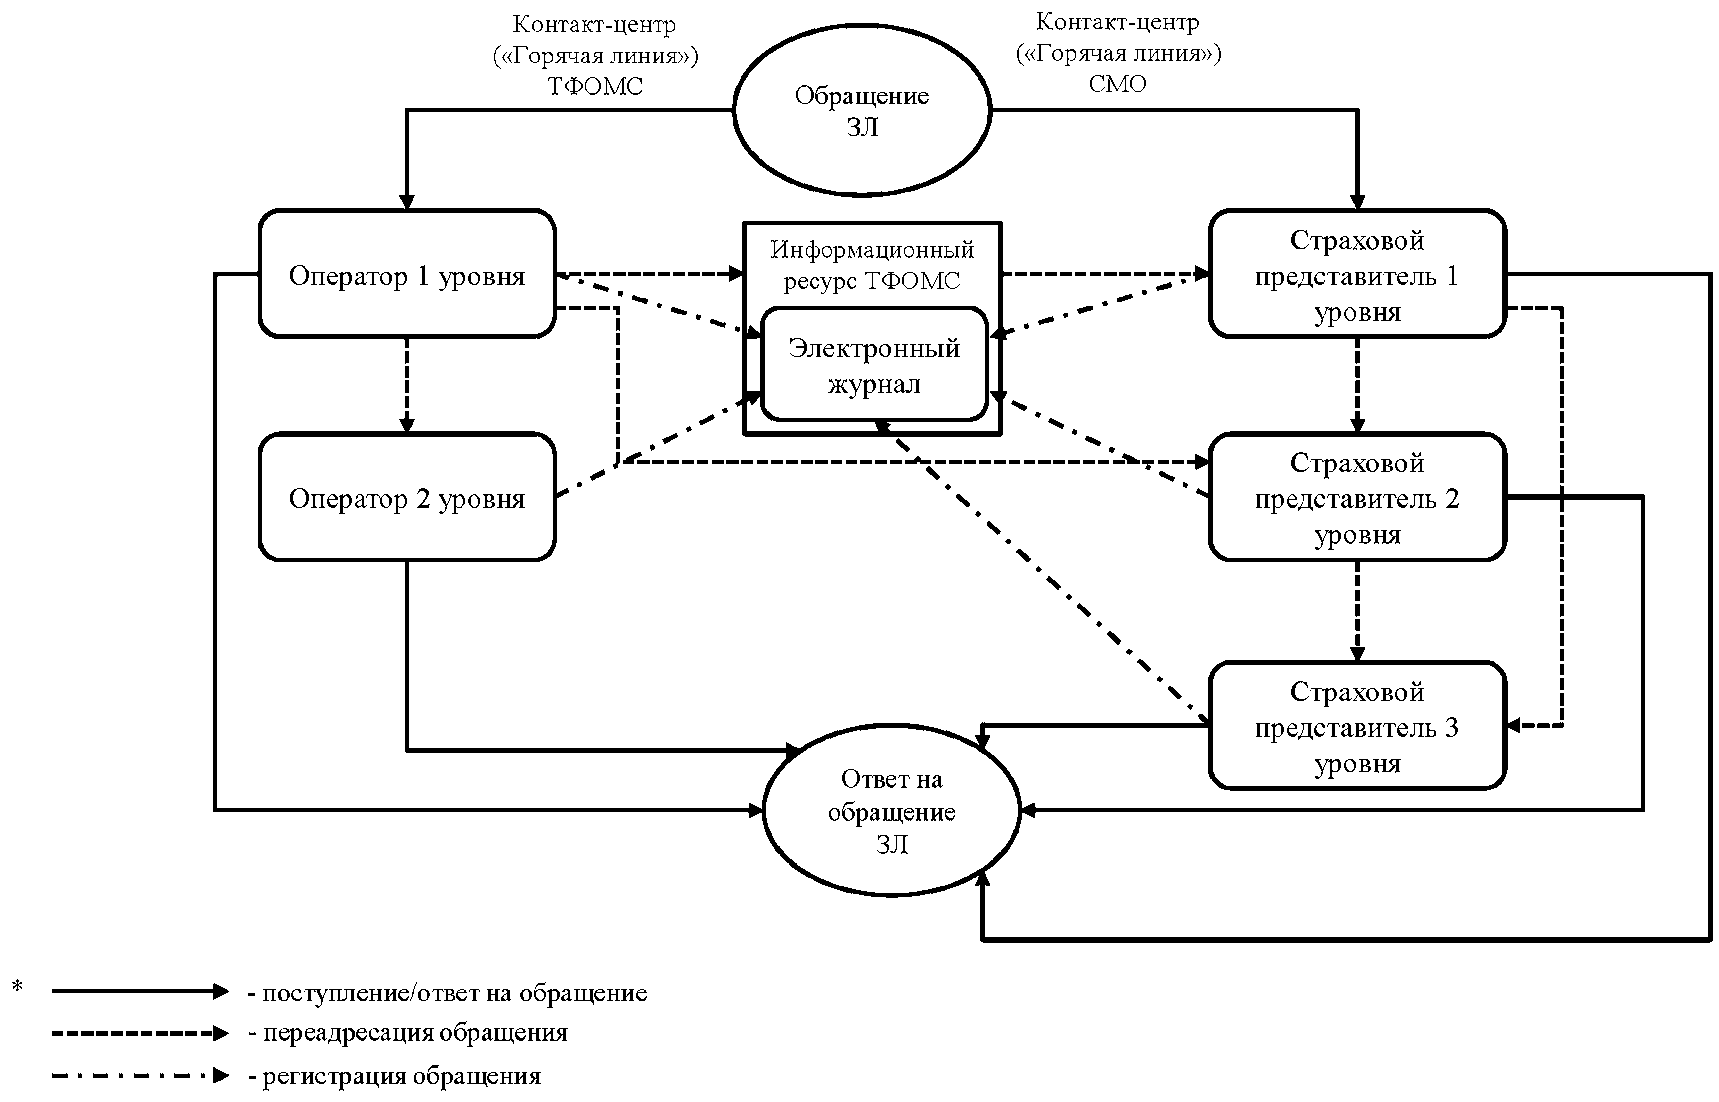 Контакт-центр
(«Горячая линия»)
ТФОМС
Контакт-центр
(«Горячая линия»)
СМО
Обращение
ЗЛ
Оператор 1 уровня
Информационный
ресурс ТФОМС
Электронный
журнал
Страховой
представитель 1
уровня
Оператор 2 уровня
Страховой
представитель 2
уровня
Страховой
представитель 3
уровня
Ответ на
обращение
ЗЛ
*
- поступление/ответ на обращение
- переадресация обращения
- регистрация обращения